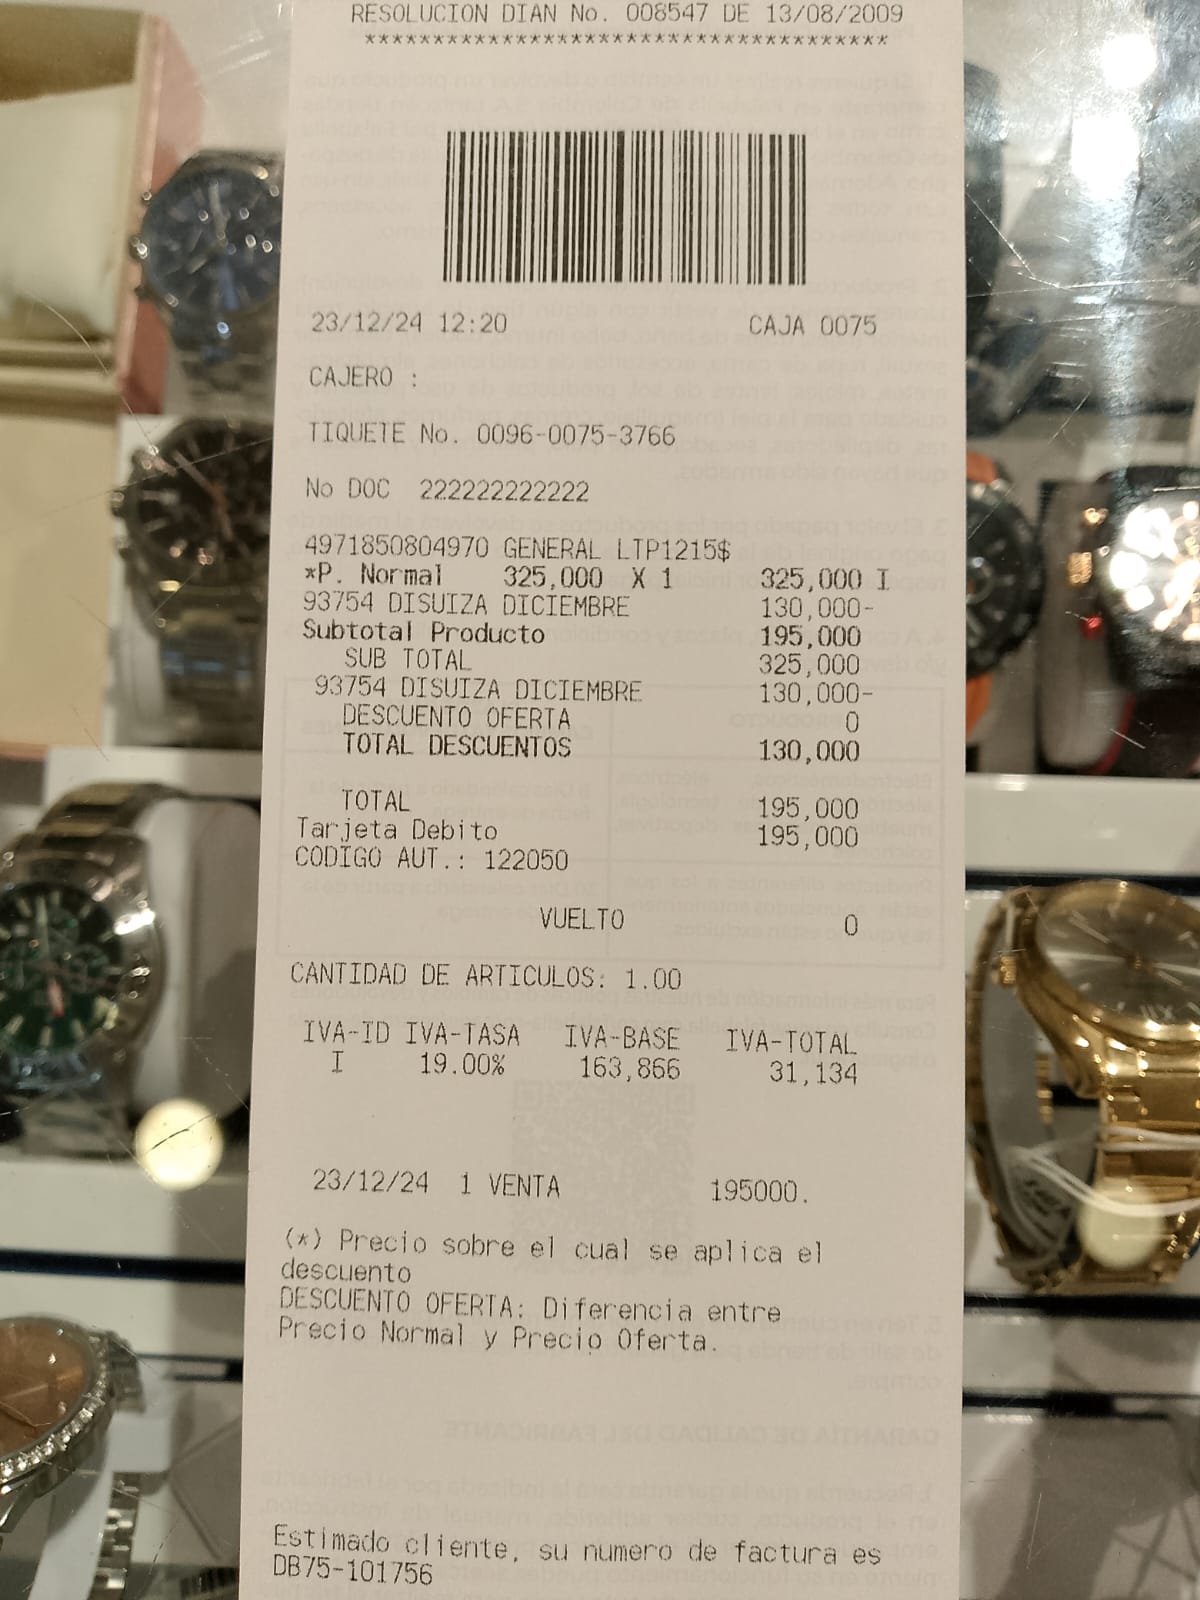 RESOLUCION DIAN No. 008547 DE 13/08/2009
***************************************
23/12/24 12:20 CAJA 0075
CAJERO :
TIQUETE No. 0096-0075-3766
No DOC 222222222222
4971850804970 GENERAL LTP1215$
*P. Normal 325,000 X 1 325,000 I
93754 DISUIZA DICIEMBRE 130,000-
Subtotal Producto 195,000
SUB TOTAL 325,000
93754 DISUIZA DICIEMBRE 130,000-
DESCUENTO OFERTA 0
TOTAL DESCUENTOS 130,000
TOTAL 195,000
Tarjeta Debito 195,000
CODIGO AUT.: 122050
VUELTO 0
CANTIDAD DE ARTICULOS: 1.00
IVA-ID IVA-TASA IVA-BASE IVA-TOTAL
I 19.00% 163,866 31,134
23/12/24 1 VENTA 195000.
(*) Precio sobre el cual se aplica el
descuento
DESCUENTO OFERTA: Diferencia entre
Precio Normal y Precio Oferta.
Estimado cliente, su numero de factura es
DB75-101756